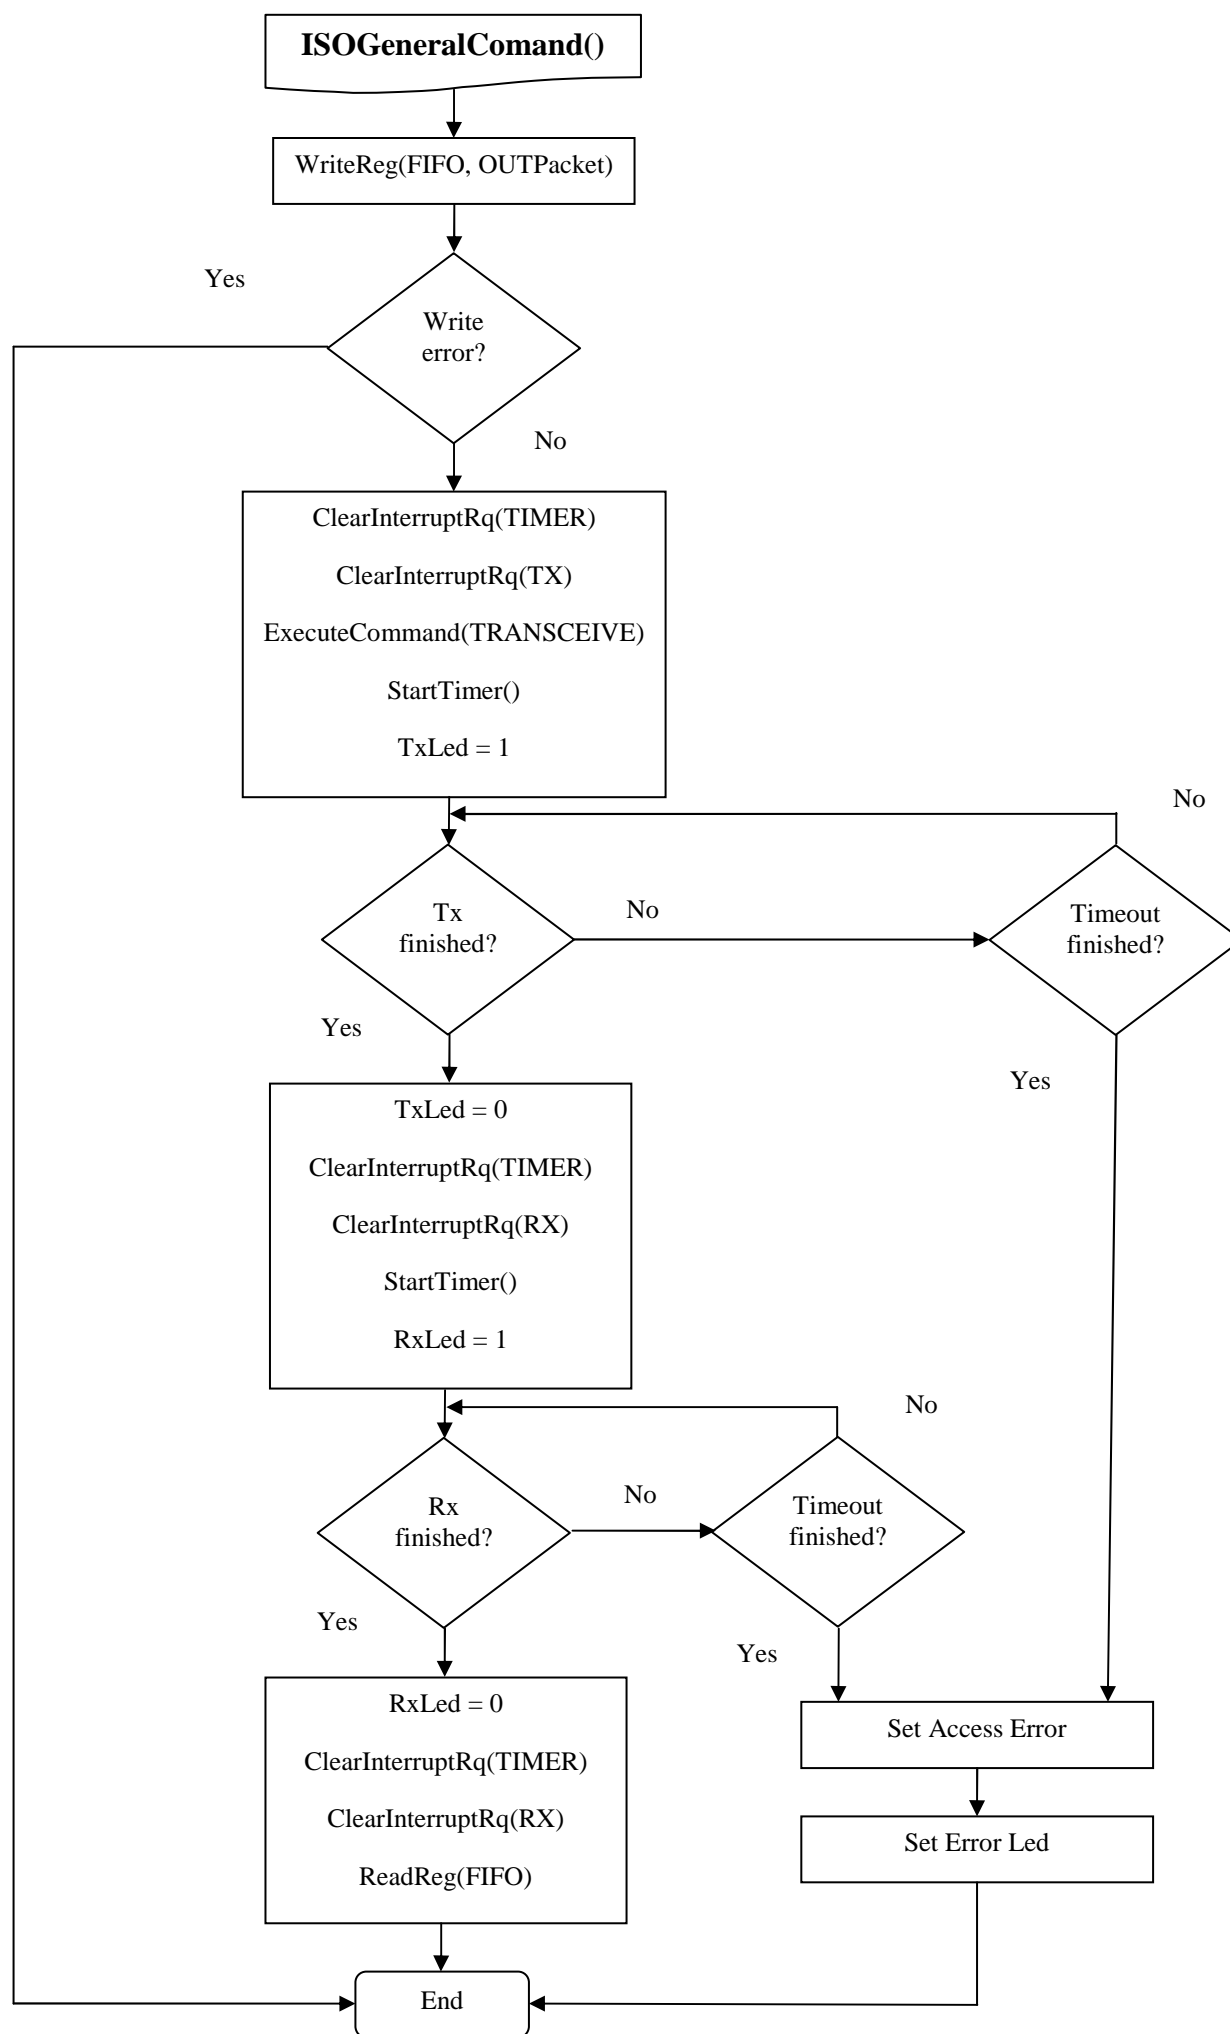 ISOGeneralComand()
WriteReg(FIFO, OUTPacket)
Yes
Write
error?
No
ClearInterruptRq(TIMER)
ClearInterruptRq(TX)
ExecuteCommand(TRANSCEIVE)
StartTimer()
TxLed = 1
No
Tx
finished?
No
Timeout
finished?
Yes
Yes
TxLed = 0
ClearInterruptRq(TIMER)
ClearInterruptRq(RX)
StartTimer()
RxLed = 1
No
Rx
finished?
No
Timeout
finished?
Yes
Yes
RxLed = 0
ClearInterruptRq(TIMER)
ClearInterruptRq(RX)
ReadReg(FIFO)
Set Access Error
Set Error Led
End